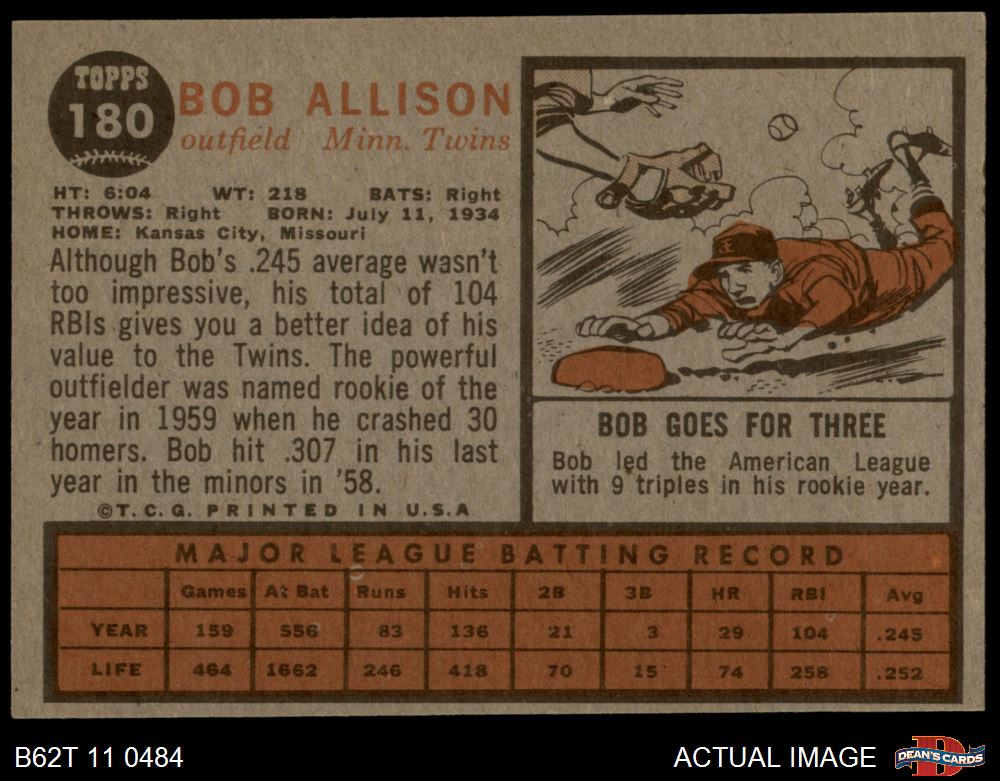 TOPPS
180
BOB ALLISON
outfield Minn. Twins
HT: 6:04 WT: 218 BATS: Right
THROWS: Right BORN: July 11, 1934
HOME: Kansas City, Missouri
Although Bob's .245 average wasn't
too impressive, his total of 104
RBIs gives you a better idea of his
value to the Twins. The powerful
outfielder was named rookie of the
year in 1959 when he crashed 30
homers. Bob hit .307 in his last
year in the minors in '58.
©T. C. G. PRINTED IN U.S.A
BOB GOES FOR THREE
Bob led the American League
with 9 triples in his rookie year.
MAJOR LEAGUE BATTING RECORD
Games At Bat Runs Hits 2B 3B HR RBI Avg
YEAR 159 556 83 136 21 3 29 104 .245
LIFE 464 1662 246 418 70 15 74 258 .252
B62T 11 0484
ACTUAL IMAGE
D
DEAN'S CARDS